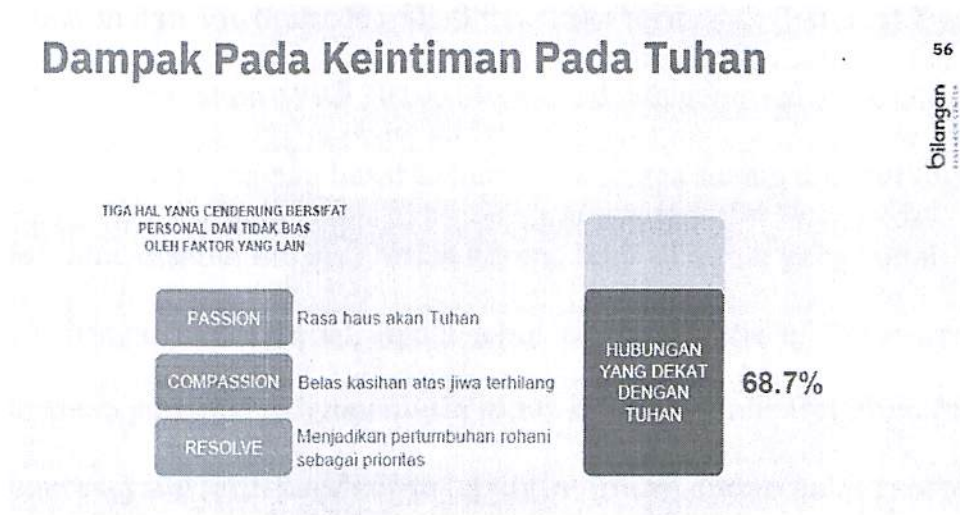 Dampak Pada Keintiman Pada Tuhan
56
bilangan
RESEARCH CENTER
TIGA HAL YANG CENDERUNG BERSIFAT
PERSONAL DAN TIDAK BIAS
OLEH FAKTOR YANG LAIN
PASSION
Rasa haus akan Tuhan
COMPASSION
Belas kasihan atas jiwa terhilang
RESOLVE
Menjadikan pertumbuhan rohani
sebagai prioritas
HUBUNGAN
YANG DEKAT
DENGAN
TUHAN
68.7%